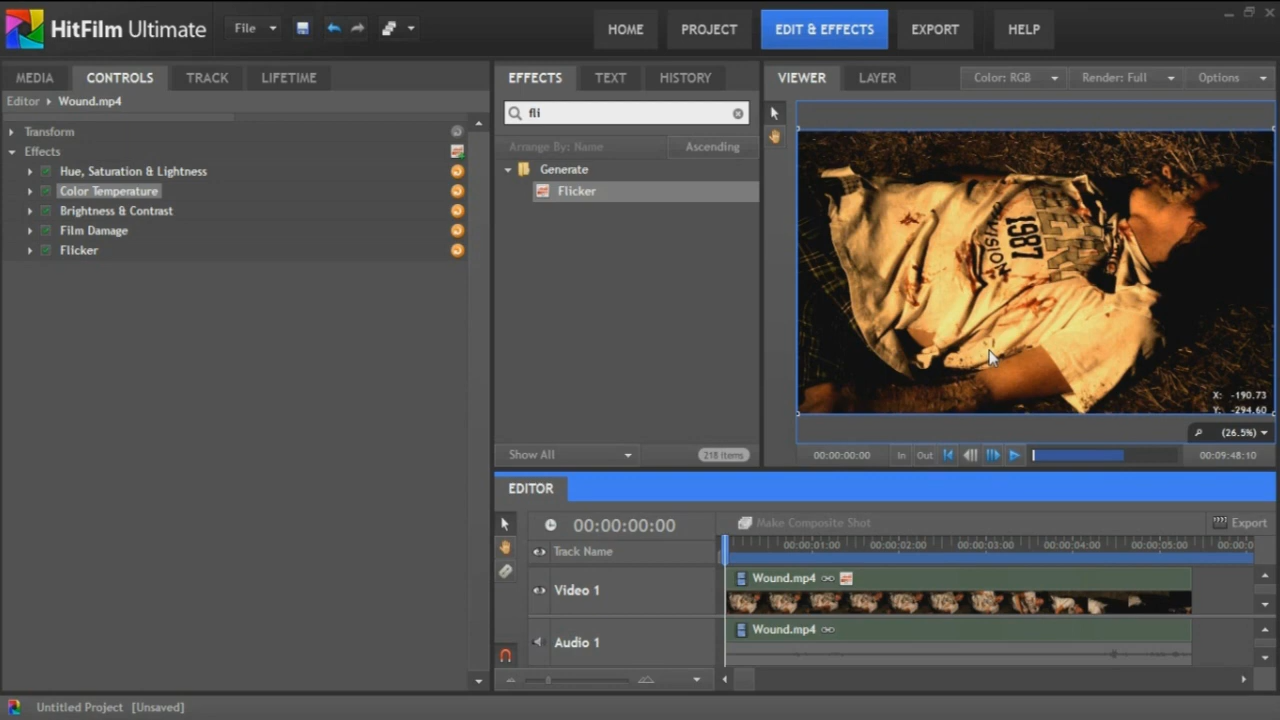 HitFilm Ultimate File HOME PROJECT EDIT & EFFECTS EXPORT HELP
MEDIA CONTROLS TRACK LIFETIME
Editor Wound.mp4
Transform
Effects
Hue, Saturation & Lightness
Color Temperature
Brightness & Contrast
Film Damage
Flicker
EFFECTS TEXT HISTORY
fli
Arrange By: Name Ascending
Generate
Flicker
Show All 218 items
VIEWER LAYER Color: RGB Render: Full Options
1987
X: -190.73
Y: -294.60
(26.5%)
00:00:00:00 In Out 00:09:48:10
EDITOR
00:00:00:00 Make Composite Shot Export
00:00:01:00 00:00:02:00 00:00:03:00 00:00:04:00 00:00:05:00 00:00:0
Track Name
Video 1 Wound.mp4
Audio 1 Wound.mp4
Untitled Project [Unsaved]